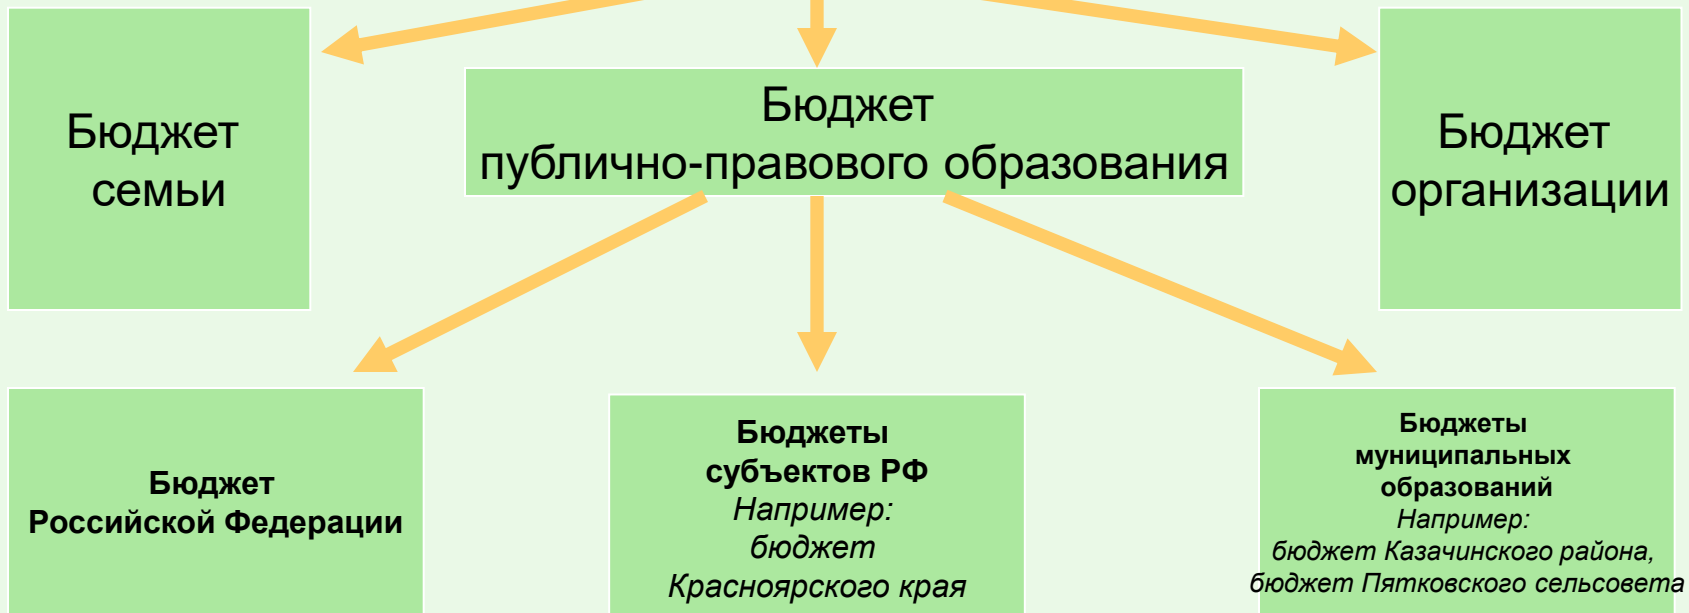 Бюджет
семьи
Бюджет
публично-правового образования
Бюджет
организации
Бюджет
Российской Федерации
Бюджеты
субъектов РФ
Например:
бюджет
Красноярского края
Бюджеты
муниципальных
образований
Например:
бюджет Казачинского района,
бюджет Пятковского сельсовета